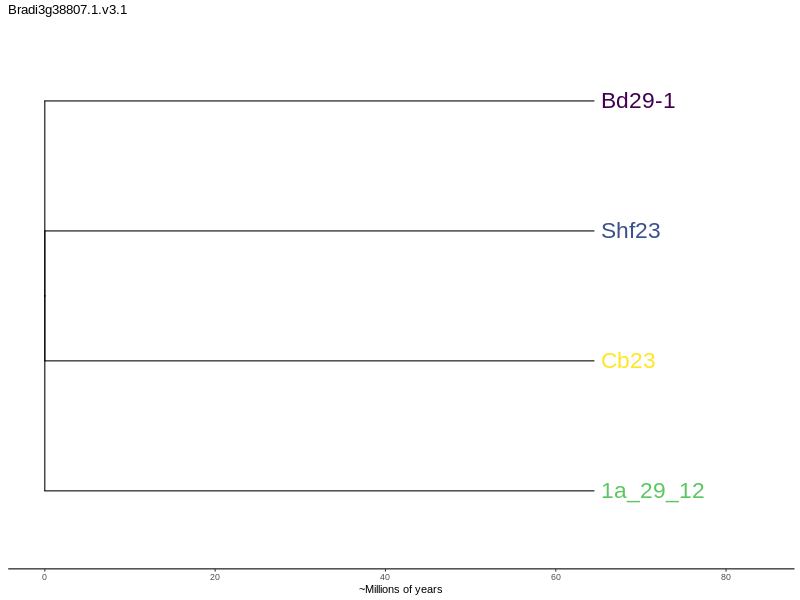 Bradi3g38807.1.v3.1
Bd29-1
Shf23
Cb23
1a_29_12
0 20 40 60 80
~Millions of years